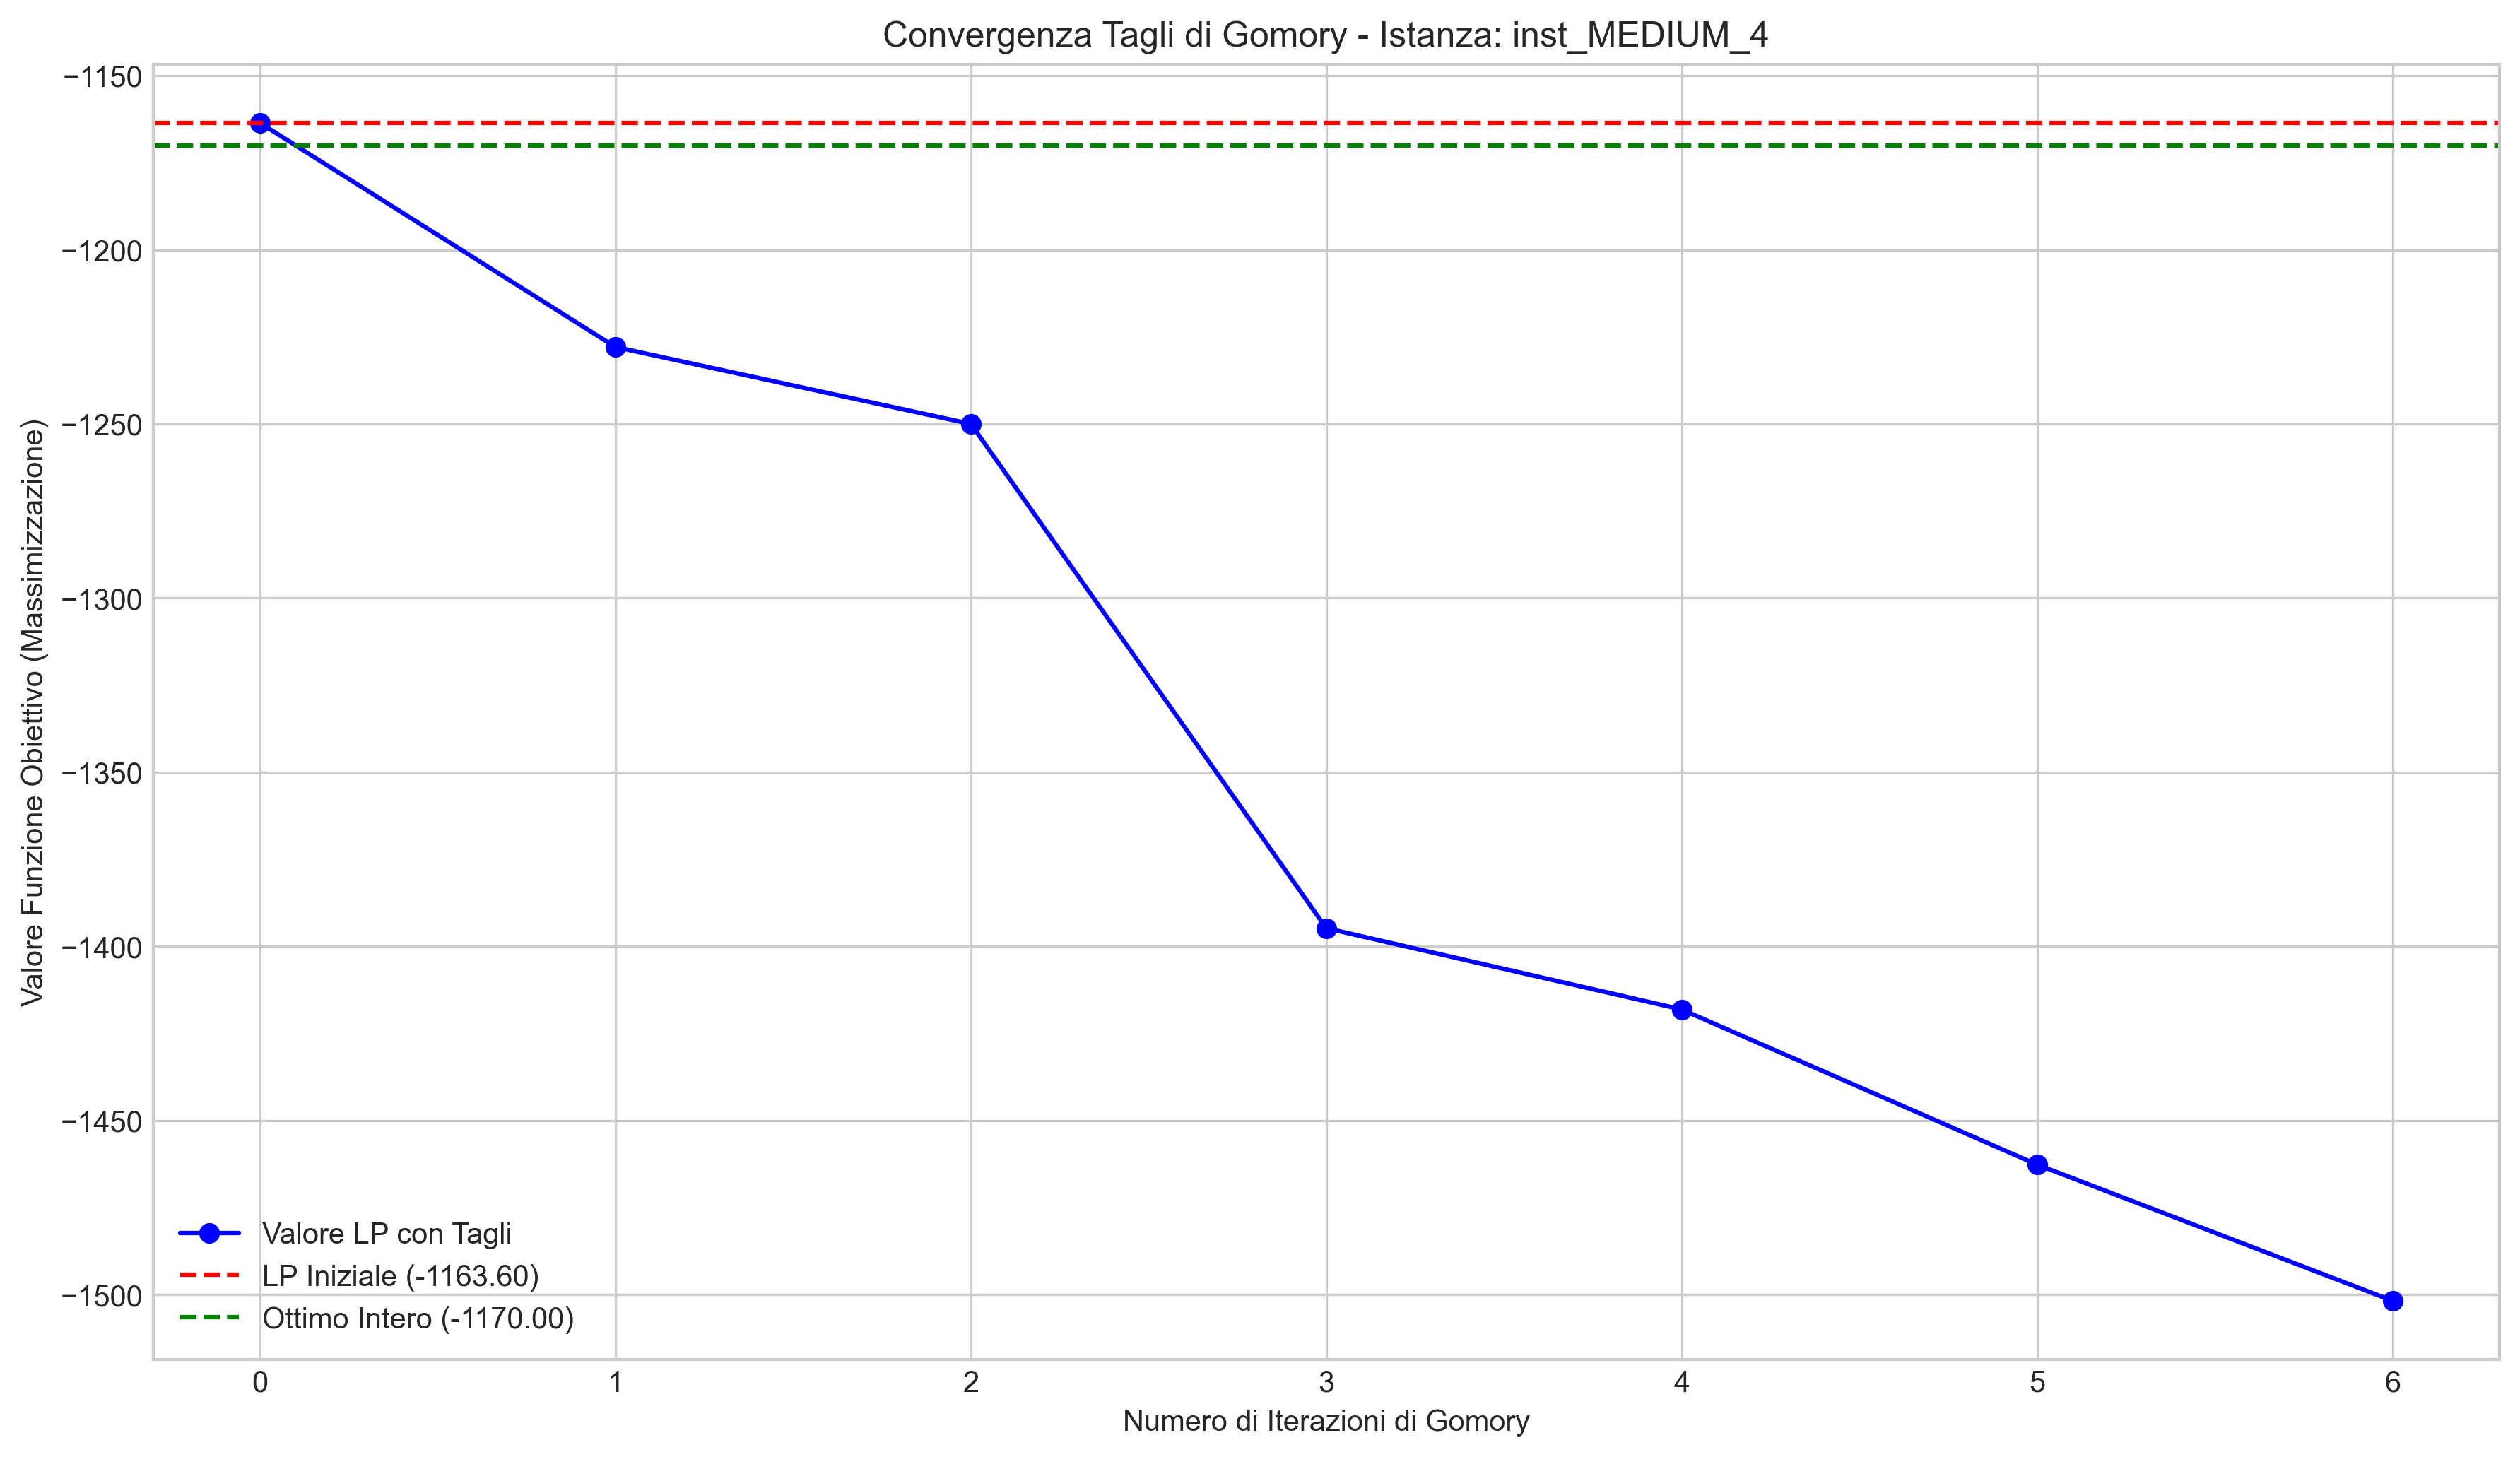 Convergenza Tagli di Gomory - Istanza: inst_MEDIUM_4
Valore Funzione Obiettivo (Massimizzazione)
−1150
−1200
−1250
−1300
−1350
−1400
−1450
−1500
Valore LP con Tagli
LP Iniziale (-1163.60)
Ottimo Intero (-1170.00)
0 1 2 3 4 5 6
Numero di Iterazioni di Gomory